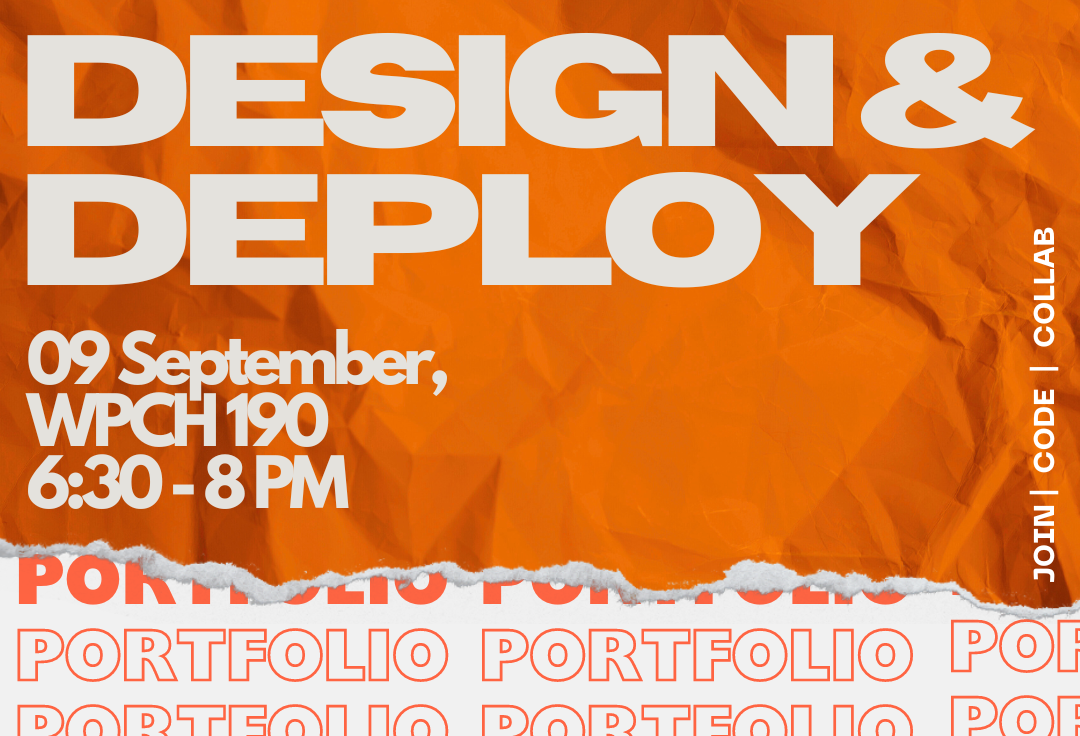 DESIGN &
DEPLOY
09 September,
WPCH 190
6:30 - 8 PM
JOIN | CODE | COLLAB
PORTFOLIO PORTFOLIO
PORTFOLIO PORTFOLIO POR
PORTFOLIO PORTFOLIO POR